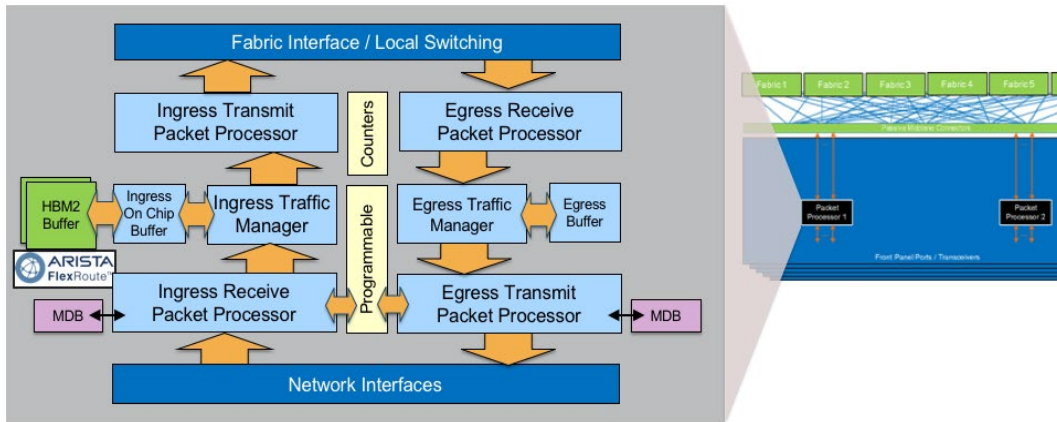 Fabric Interface / Local Switching
Ingress Transmit
Packet Processor
Counters
Egress Receive
Packet Processor
HBM2
Buffer
Ingress
On Chip
Buffer
Ingress Traffic
Manager
Programmable
Egress Traffic
Manager
Egress
Buffer
ARISTA
FlexRoute™
MDB
Ingress Receive
Packet Processor
Egress Transmit
Packet Processor
MDB
Network Interfaces
Fabric 1
Fabric 2
Fabric 3
Fabric 4
Fabric 5
Passive Midplane Connectors
Packet
Processor 1
Packet
Processor 2
Front Panel Ports / Transceivers